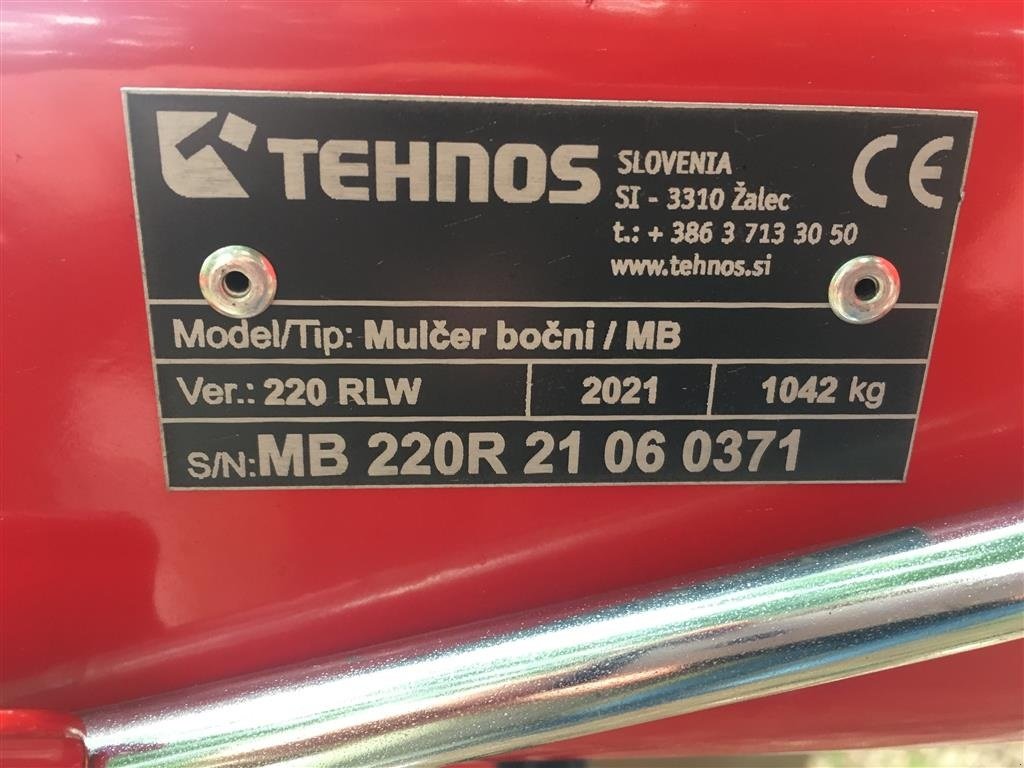 TEHNOS
SLOVENIA
SI - 3310 Žalec
t.: + 386 3 713 30 50
www.tehnos.si
CE
Model/Tip: Mulčer bočni / MB
Ver.: 220 RLW 2021 1042 kg
S/N: MB 220R 21 06 0371